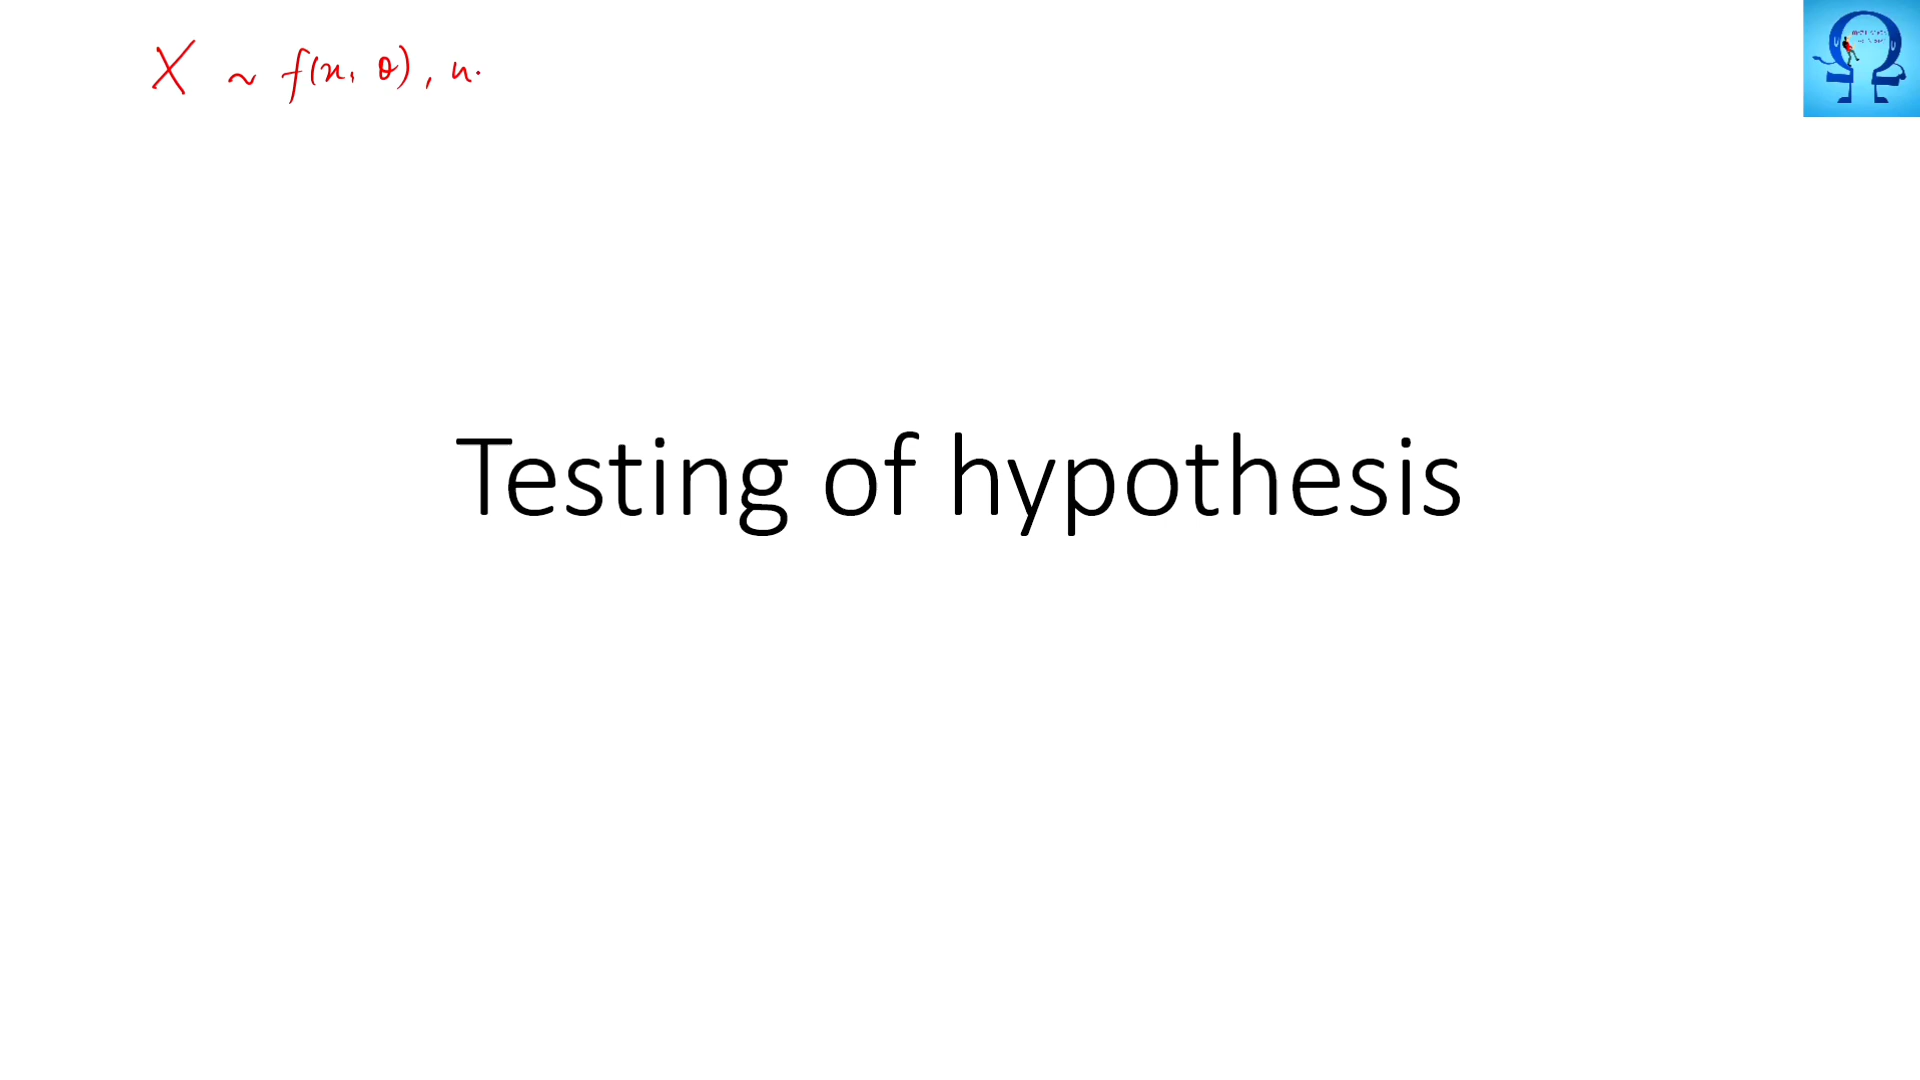 X ~ f(x, θ), n.
Testing of hypothesis